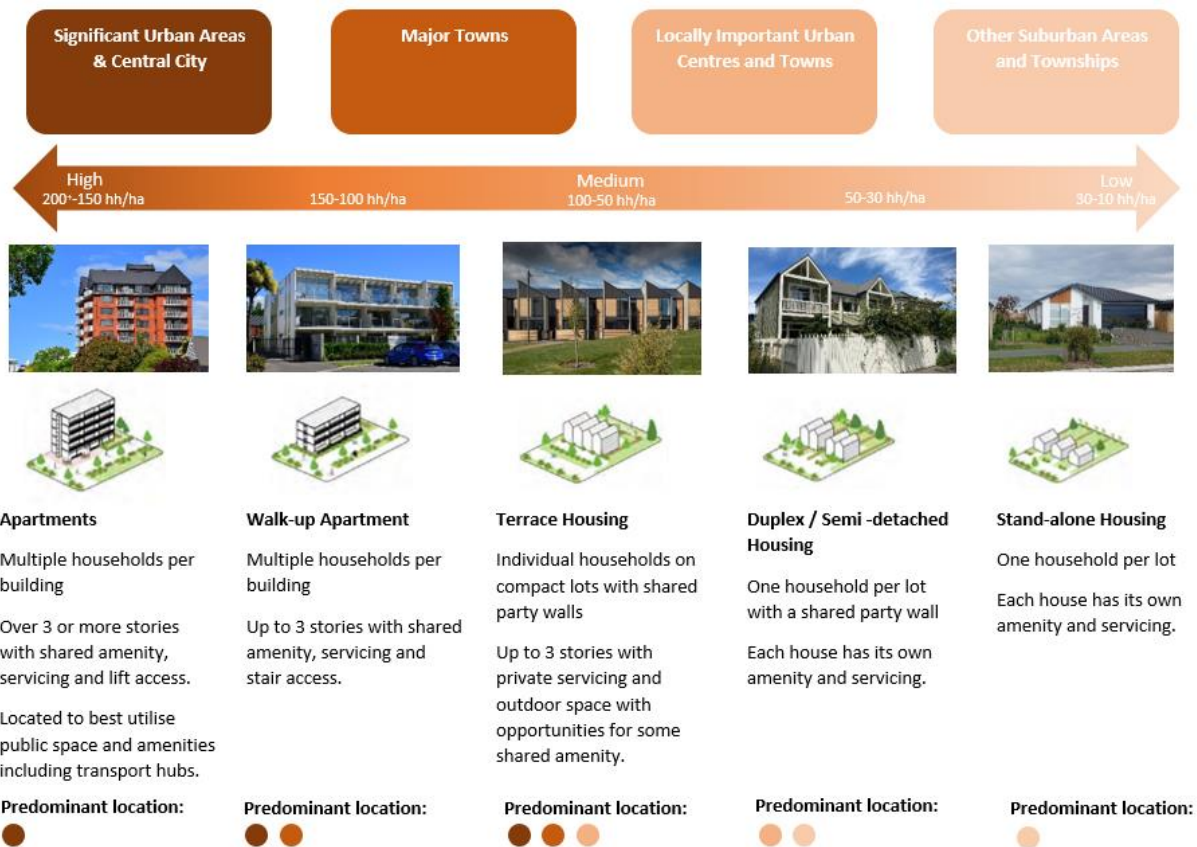 Significant Urban Areas
& Central City
Major Towns
Locally Important Urban
Centres and Towns
Other Suburban Areas
and Townships
High
200+-150 hh/ha
150-100 hh/ha
Medium
100-50 hh/ha
50-30 hh/ha
Low
30-10 hh/ha
Apartments
Multiple households per
building
Over 3 or more stories
with shared amenity,
servicing and lift access.
Located to best utilise
public space and amenities
including transport hubs.
Predominant location:
Walk-up Apartment
Multiple households per
building
Up to 3 stories with shared
amenity, servicing and
stair access.
Predominant location:
Terrace Housing
Individual households on
compact lots with shared
party walls
Up to 3 stories with
private servicing and
outdoor space with
opportunities for some
shared amenity.
Predominant location:
Duplex / Semi -detached
Housing
One household per lot
with a shared party wall
Each house has its own
amenity and servicing.
Predominant location:
Stand-alone Housing
One household per lot
Each house has its own
amenity and servicing.
Predominant location: